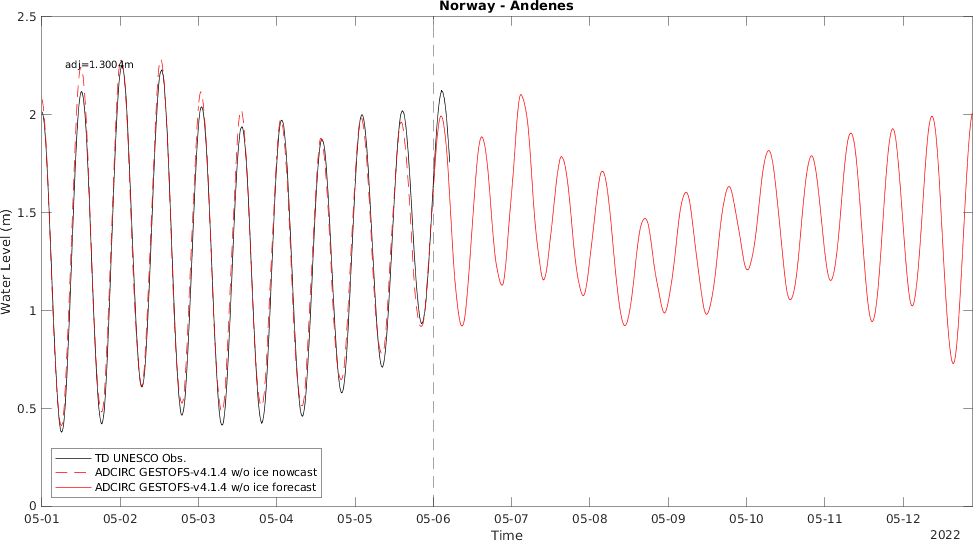 Norway - Andenes
2.5
adj=1.3004m
2
1.5
Water Level (m)
1
0.5
TD UNESCO Obs.
ADCIRC GESTOFS-v4.1.4 w/o ice nowcast
ADCIRC GESTOFS-v4.1.4 w/o ice forecast
0
05-01 05-02 05-03 05-04 05-05 05-06 05-07 05-08 05-09 05-10 05-11 05-12
Time
2022